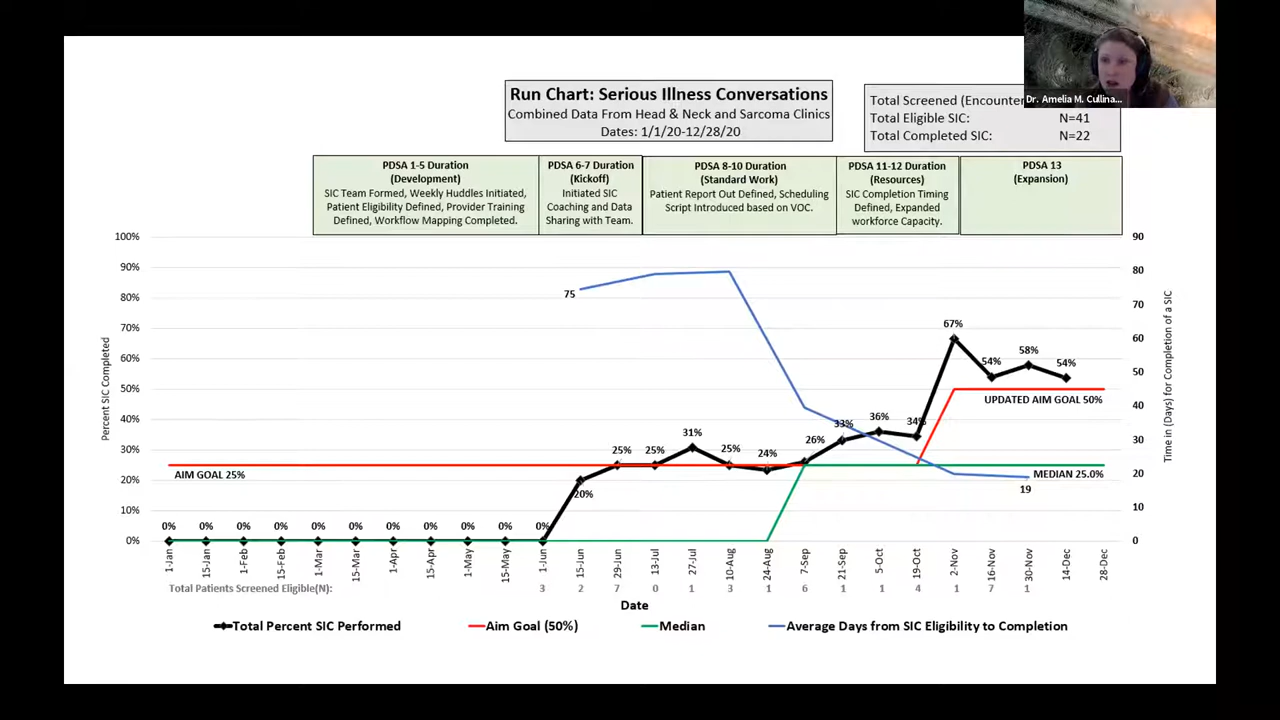 Dr. Amelia M. Cullina...
Run Chart: Serious Illness Conversations
Combined Data From Head & Neck and Sarcoma Clinics
Dates: 1/1/20-12/28/20
Total Screened (Encounter
Total Eligible SIC: N=41
Total Completed SIC: N=22
PDSA 1-5 Duration
(Development)
SIC Team Formed, Weekly Huddles Initiated,
Patient Eligibility Defined, Provider Training
Defined, Workflow Mapping Completed.
PDSA 6-7 Duration
(Kickoff)
Initiated SIC
Coaching and Data
Sharing with Team.
PDSA 8-10 Duration
(Standard Work)
Patient Report Out Defined, Scheduling
Script Introduced based on VOC.
PDSA 11-12 Duration
(Resources)
SIC Completion Timing
Defined, Expanded
workforce Capacity.
PDSA 13
(Expansion)
Percent SIC Completed
100%
90%
80%
70%
60%
50%
40%
30%
20%
10%
0%
90
80
70
60
50
40
30
20
10
0
Time in (Days) for Completion of a SIC
75
67%
54%
58%
54%
UPDATED AIM GOAL 50%
33%
36%
34%
31%
25%
25%
25%
24%
26%
AIM GOAL 25%
MEDIAN 25.0%
20%
19
0% 0% 0% 0% 0% 0% 0% 0% 0% 0% 0%
1-Jan 15-Jan 1-Feb 15-Feb 1-Mar 15-Mar 1-Apr 15-Apr 1-May 15-May 1-Jun 15-Jun 29-Jun 13-Jul 27-Jul 10-Aug 24-Aug 7-Sep 21-Sep 5-Oct 19-Oct 2-Nov 16-Nov 30-Nov 14-Dec 28-Dec
Total Patients Screened Eligible(N): 3 2 7 0 1 3 1 6 1 1 4 1 7 1
Date
Total Percent SIC Performed Aim Goal (50%) Median Average Days from SIC Eligibility to Completion